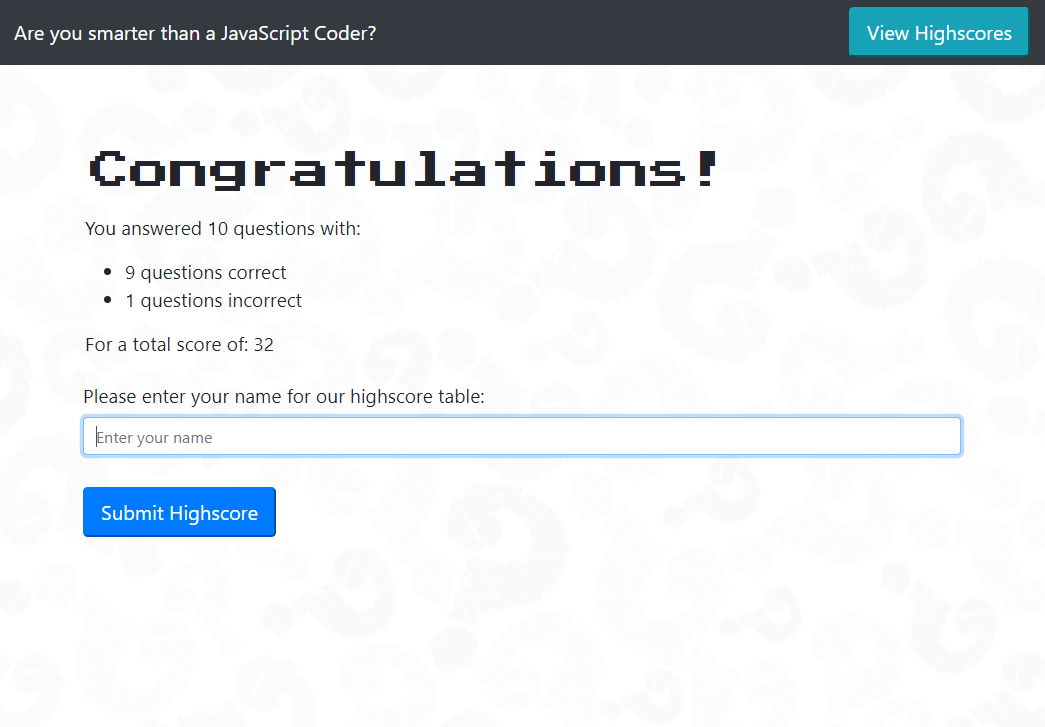 Are you smarter than a JavaScript Coder?
View Highscores
Congratulations!
You answered 10 questions with:
9 questions correct
1 questions incorrect
For a total score of: 32
Please enter your name for our highscore table:
Enter your name
Submit Highscore